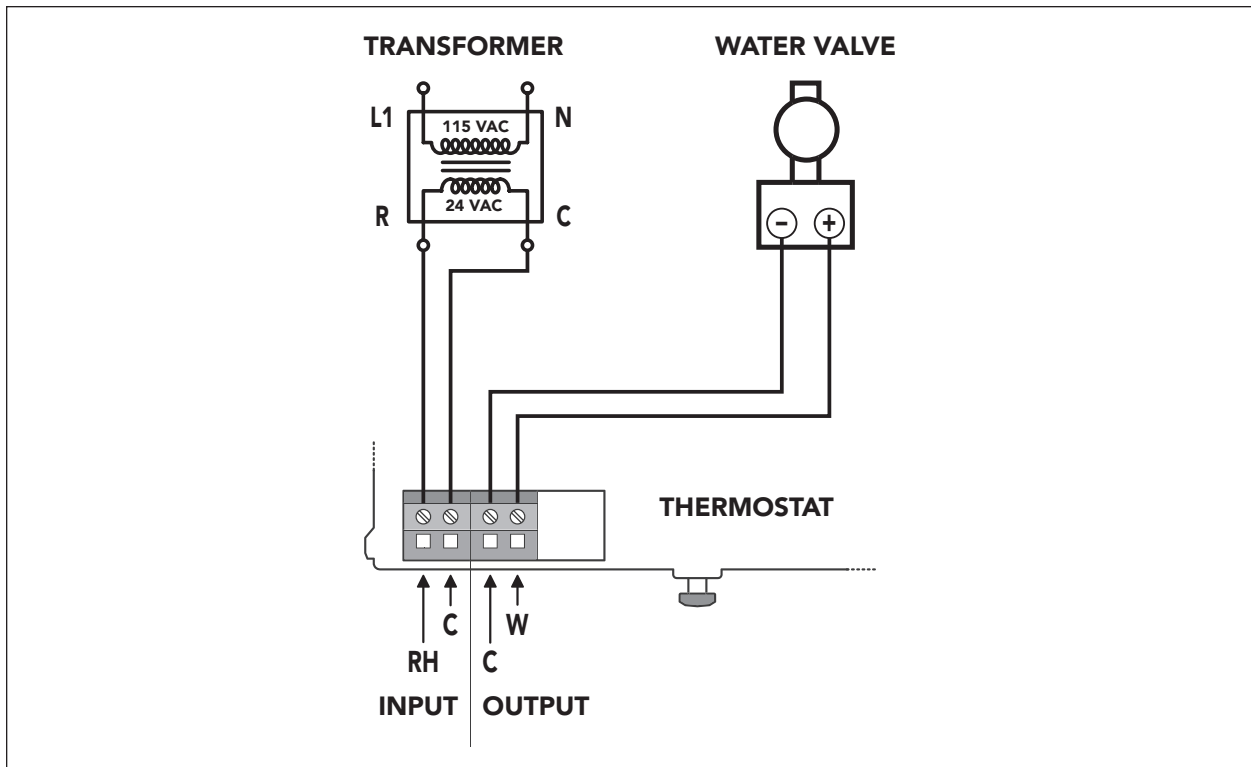 TRANSFORMER
WATER VALVE
L1
115 VAC
N
R
24 VAC
C
- +
THERMOSTAT
C
W
RH
C
INPUT
OUTPUT